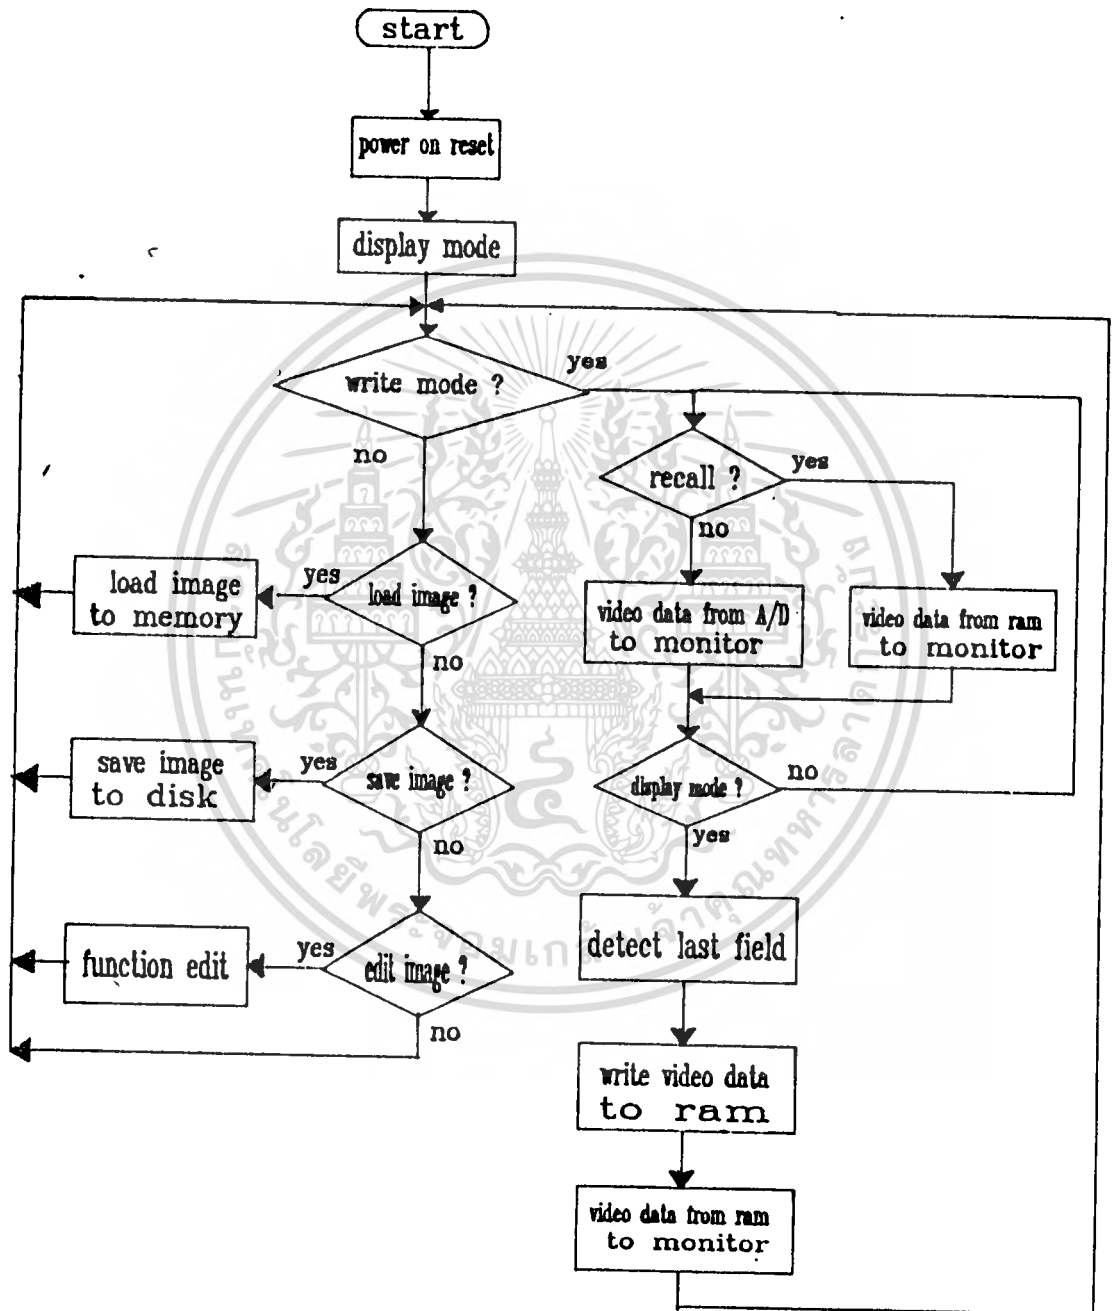 start
power on reset
display mode
write mode ?
yes
no
recall ?
yes
no
load image ?
yes
load image
to memory
no
video data from A/D
to monitor
video data from ram
to monitor
save image ?
yes
save image
to disk
no
display mode ?
no
yes
edit image ?
yes
function edit
no
detect last field
write video data
to ram
video data from ram
to monitor